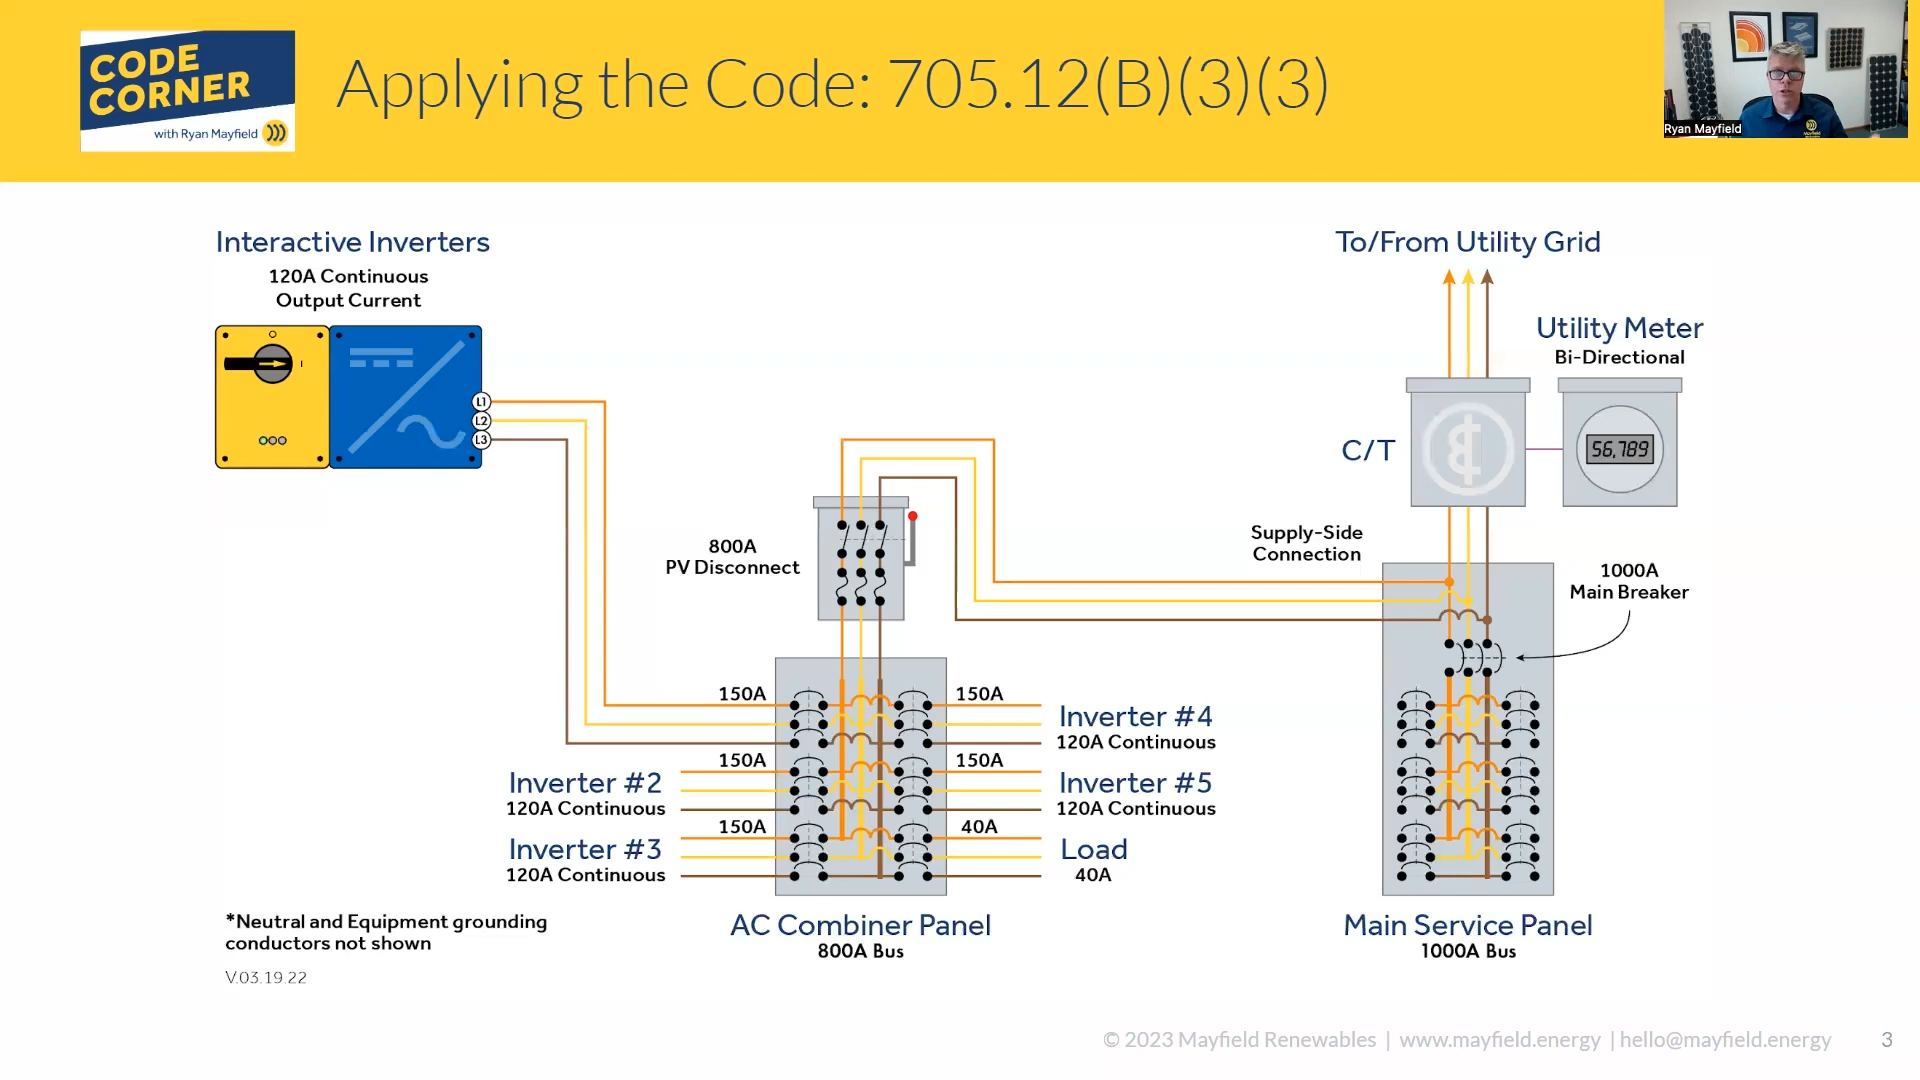 CODE
CORNER
with Ryan Mayfield
Applying the Code: 705.12(B)(3)(3)
Ryan Mayfield
Interactive Inverters
120A Continuous
Output Current
I
L1
L2
L3
To/From Utility Grid
Utility Meter
Bi-Directional
C/T
56,789
800A
PV Disconnect
Supply-Side
Connection
1000A
Main Breaker
150A
150A
Inverter #4
120A Continuous
150A
150A
Inverter #2
120A Continuous
Inverter #5
120A Continuous
150A
40A
Inverter #3
120A Continuous
Load
40A
AC Combiner Panel
800A Bus
Main Service Panel
1000A Bus
*Neutral and Equipment grounding
conductors not shown
V.03.19.22
© 2023 Mayfield Renewables | www.mayfield.energy | hello@mayfield.energy 3